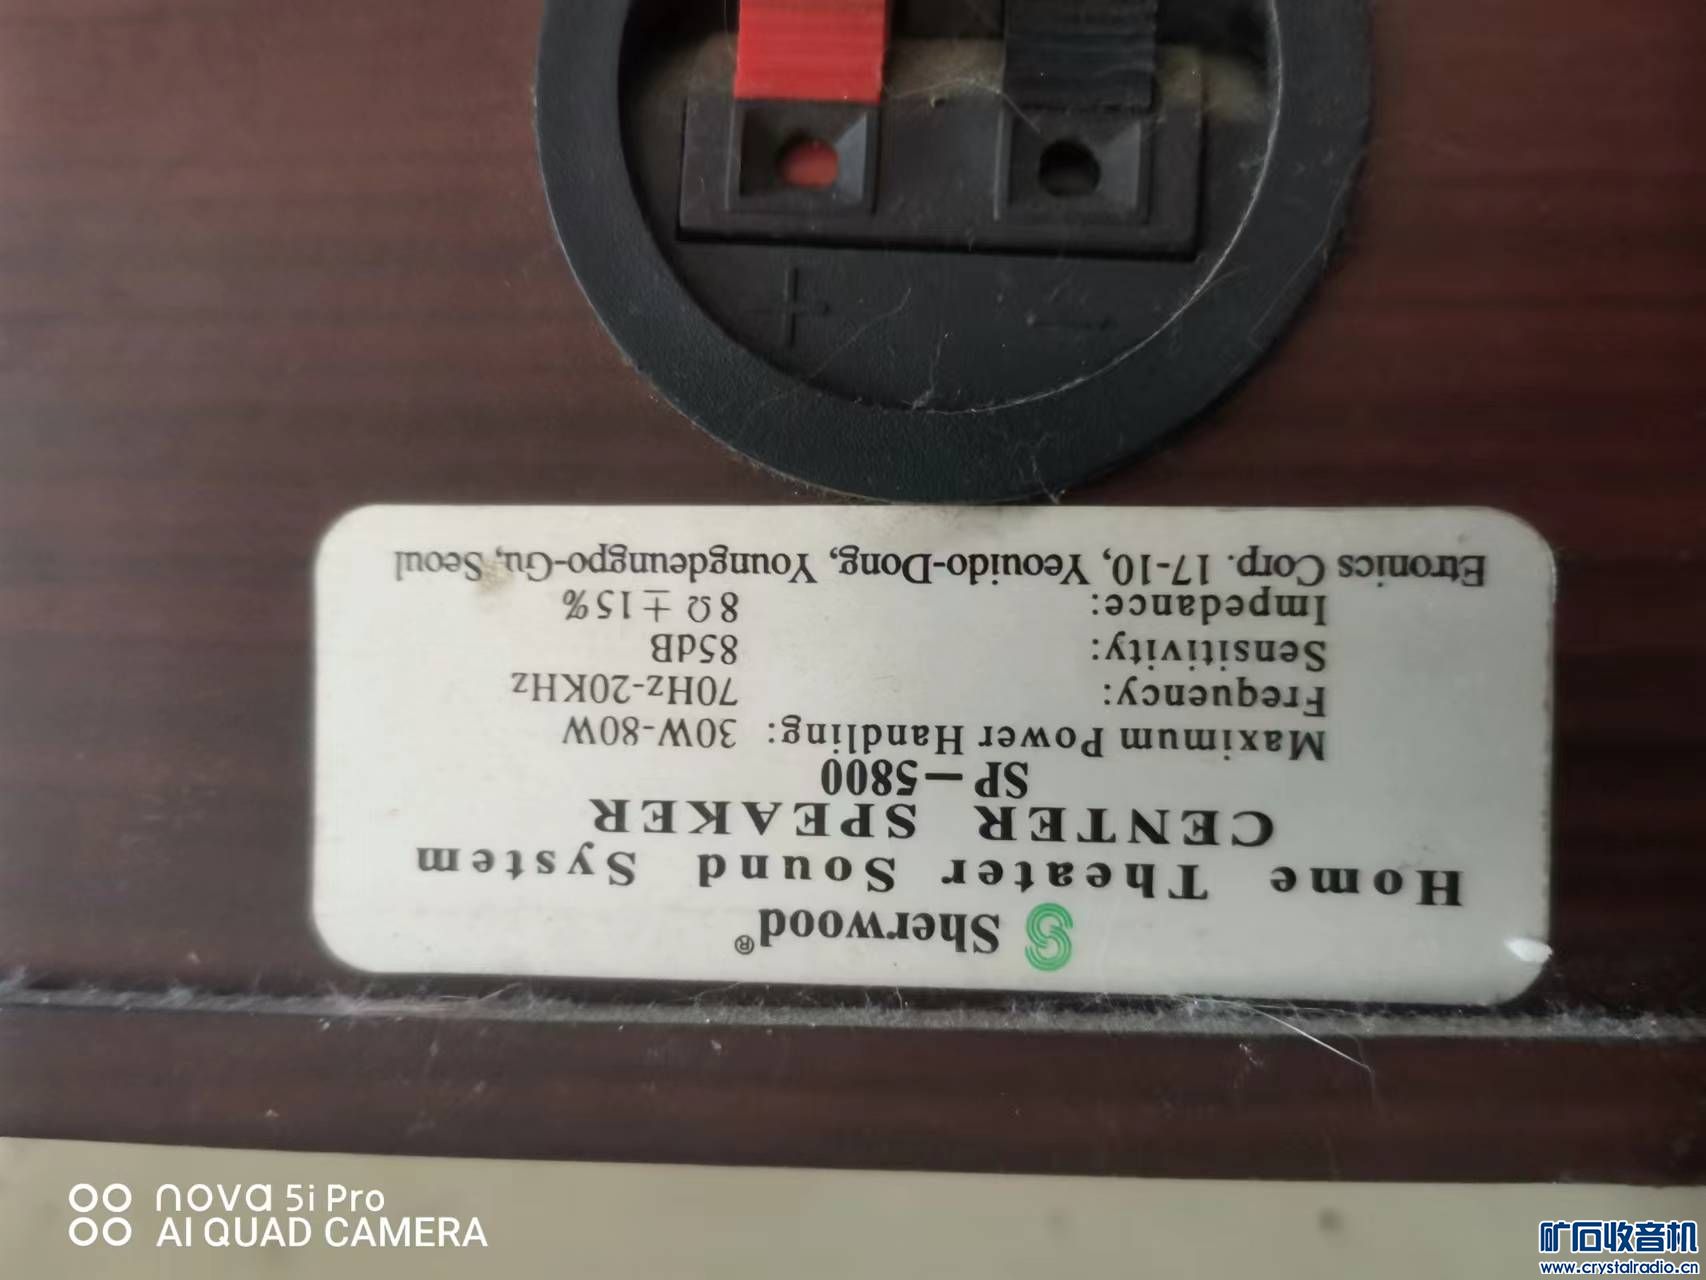 Sherwood®
Home Theater Sound System
CENTER SPEAKER
SP-5800
Maximum Power Handling: 30W-80W
Frequency: 70Hz-20KHz
Sensitivity: 85dB
Impedance: 8Ω±15%
Etronics Corp. 17-10, Yeouido-Dong, Youngdeungpo-Gu, Seoul
+ −
nova 5i Pro
AI QUAD CAMERA
矿石收音机
www.crystalradio.cn